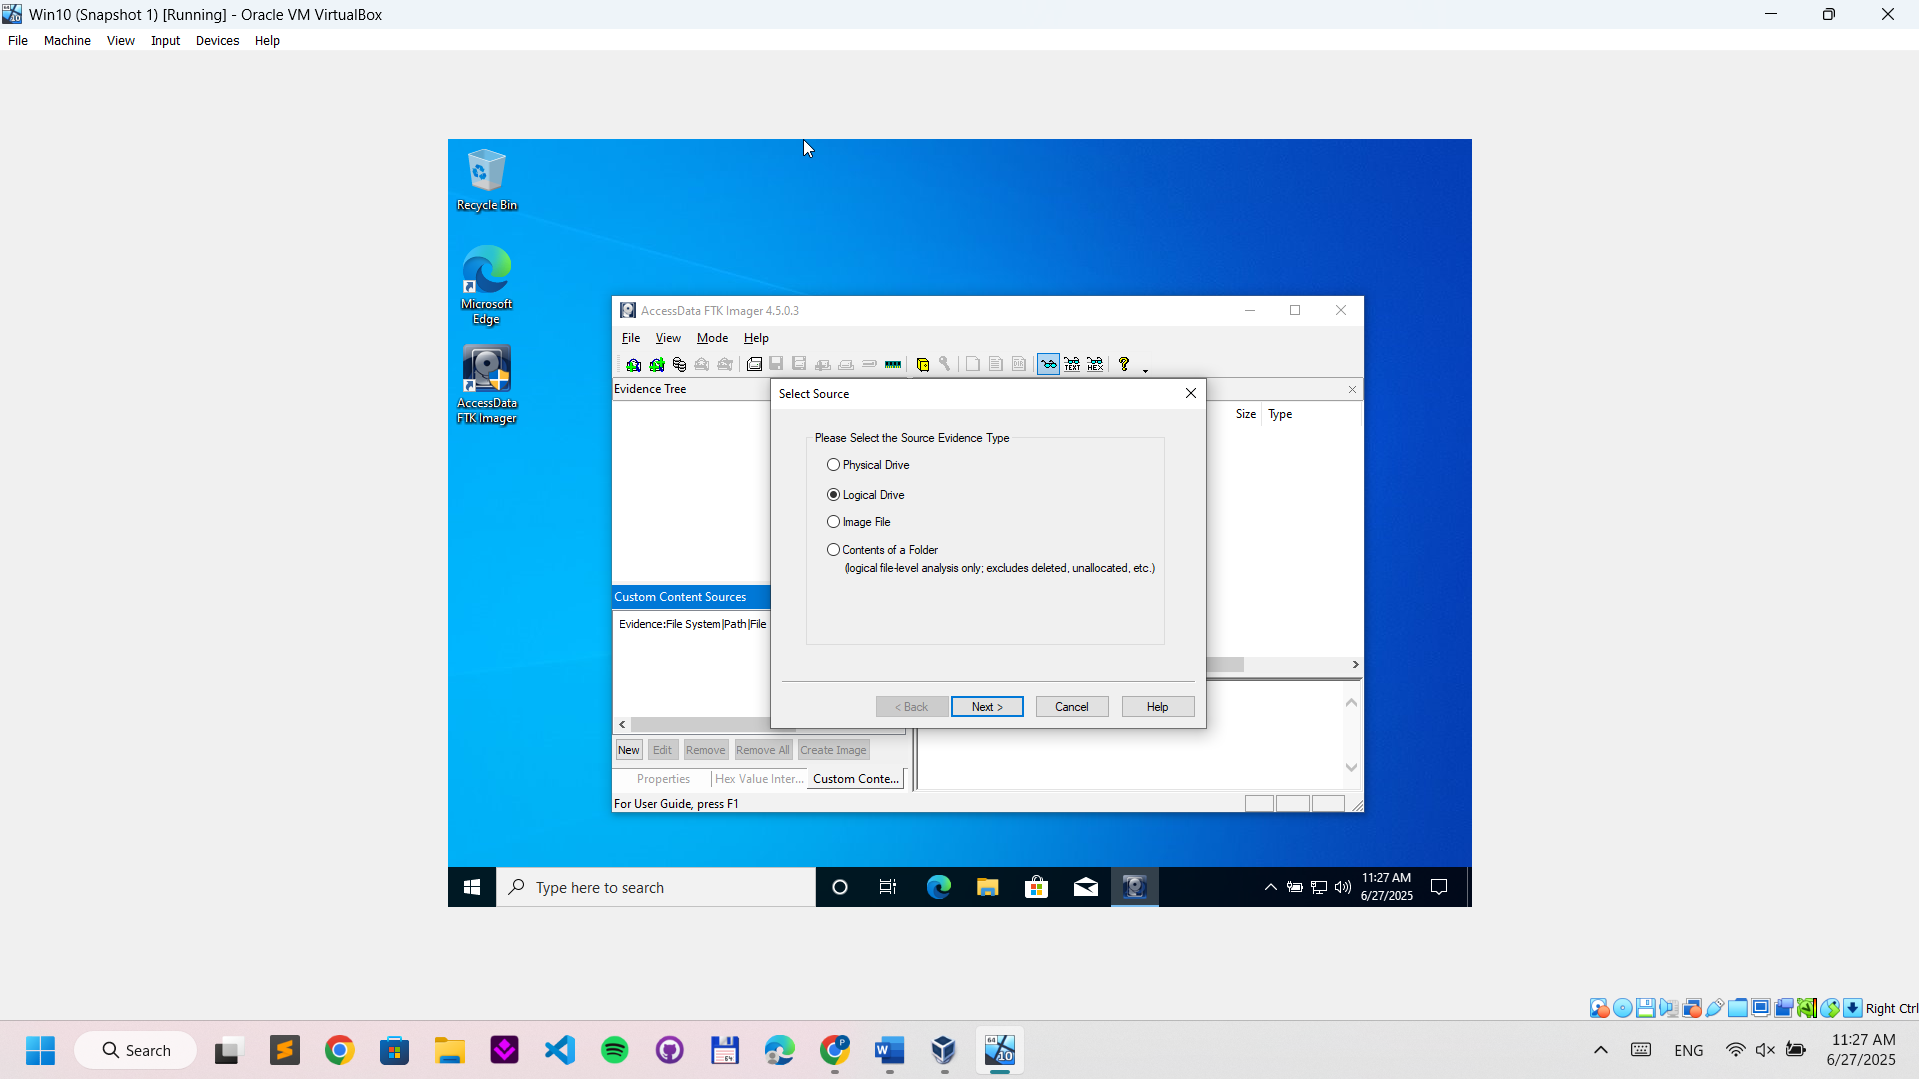 Win10 (Snapshot 1) [Running] - Oracle VM VirtualBox
File Machine View Input Devices Help
Recycle Bin
Microsoft
Edge
AccessData
FTK Imager
AccessData FTK Imager 4.5.0.3
File View Mode Help
TEXT HEX
Evidence Tree
Size Type
Select Source
Please Select the Source Evidence Type
Physical Drive
Logical Drive
Image File
Contents of a Folder
(logical file-level analysis only; excludes deleted, unallocated, etc.)
< Back Next > Cancel Help
Custom Content Sources
Evidence:File System|Path|File
New Edit Remove Remove All Create Image
Properties Hex Value Inter... Custom Conte...
For User Guide, press F1
Type here to search
11:27 AM
6/27/2025
Right Ctrl
Search
64
P
W
64
10
ENG
11:27 AM
6/27/2025